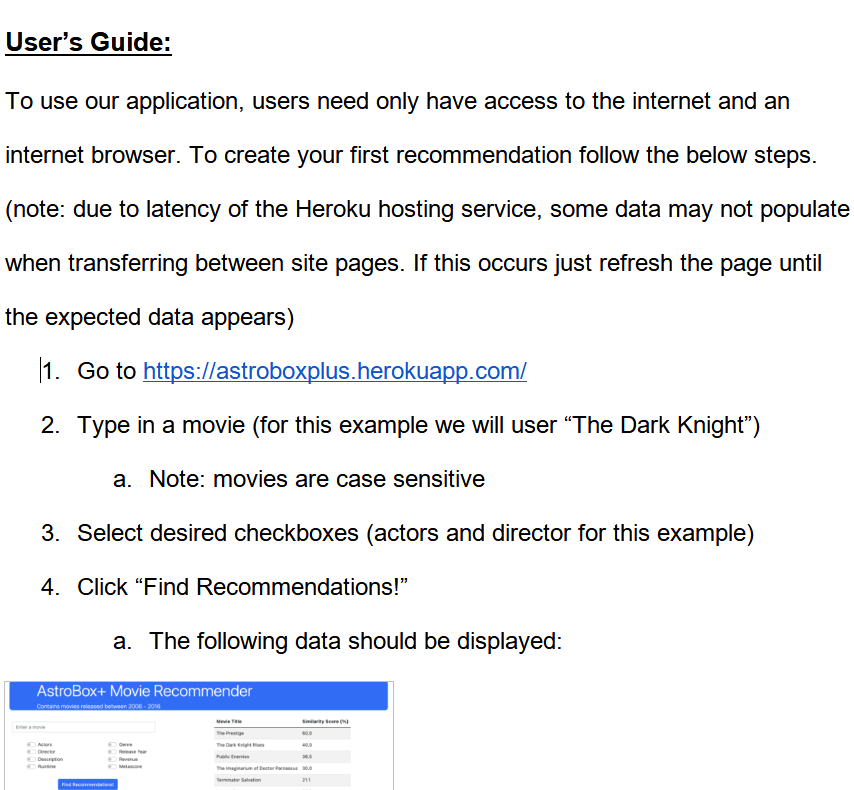 User’s Guide:
To use our application, users need only have access to the internet and an
internet browser. To create your first recommendation follow the below steps.
(note: due to latency of the Heroku hosting service, some data may not populate
when transferring between site pages. If this occurs just refresh the page until
the expected data appears)
1. Go to https://astroboxplus.herokuapp.com/
2. Type in a movie (for this example we will user “The Dark Knight”)
a. Note: movies are case sensitive
3. Select desired checkboxes (actors and director for this example)
4. Click “Find Recommendations!”
a. The following data should be displayed:
AstroBox+ Movie Recommender
Contains movies released between 2006 - 2016
Enter a movie
Actors Genre
Director Release Year
Description Revenue
Runtime Metascore
Find Recommendations!
Movie Title Similarity Score (%)
The Prestige 60.0
The Dark Knight Rises 40.0
Public Enemies 36.0
The Imaginarium of Doctor Parnassus 30.0
Terminator Salvation 21.1